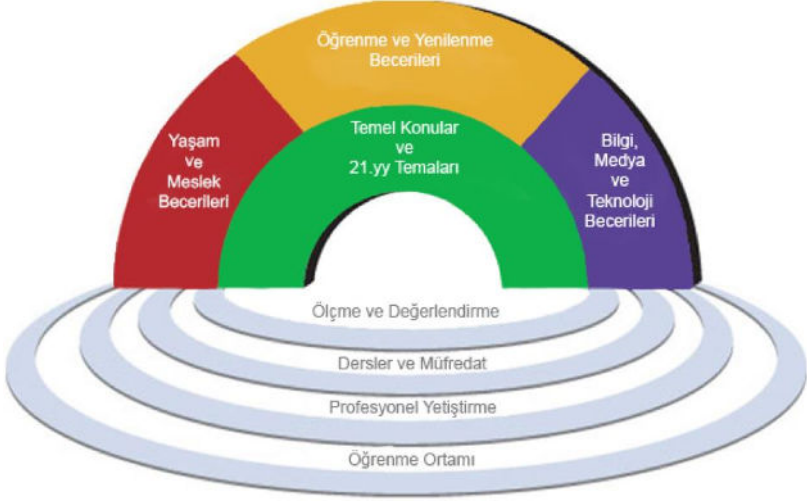 Öğrenme ve Yenilenme
Becerileri
Yaşam
ve
Meslek
Becerileri
Temel Konular
ve
21.yy Temaları
Bilgi,
Medya
ve
Teknoloji
Becerileri
Ölçme ve Değerlendirme
Dersler ve Müfredat
Profesyonel Yetiştirme
Öğrenme Ortamı